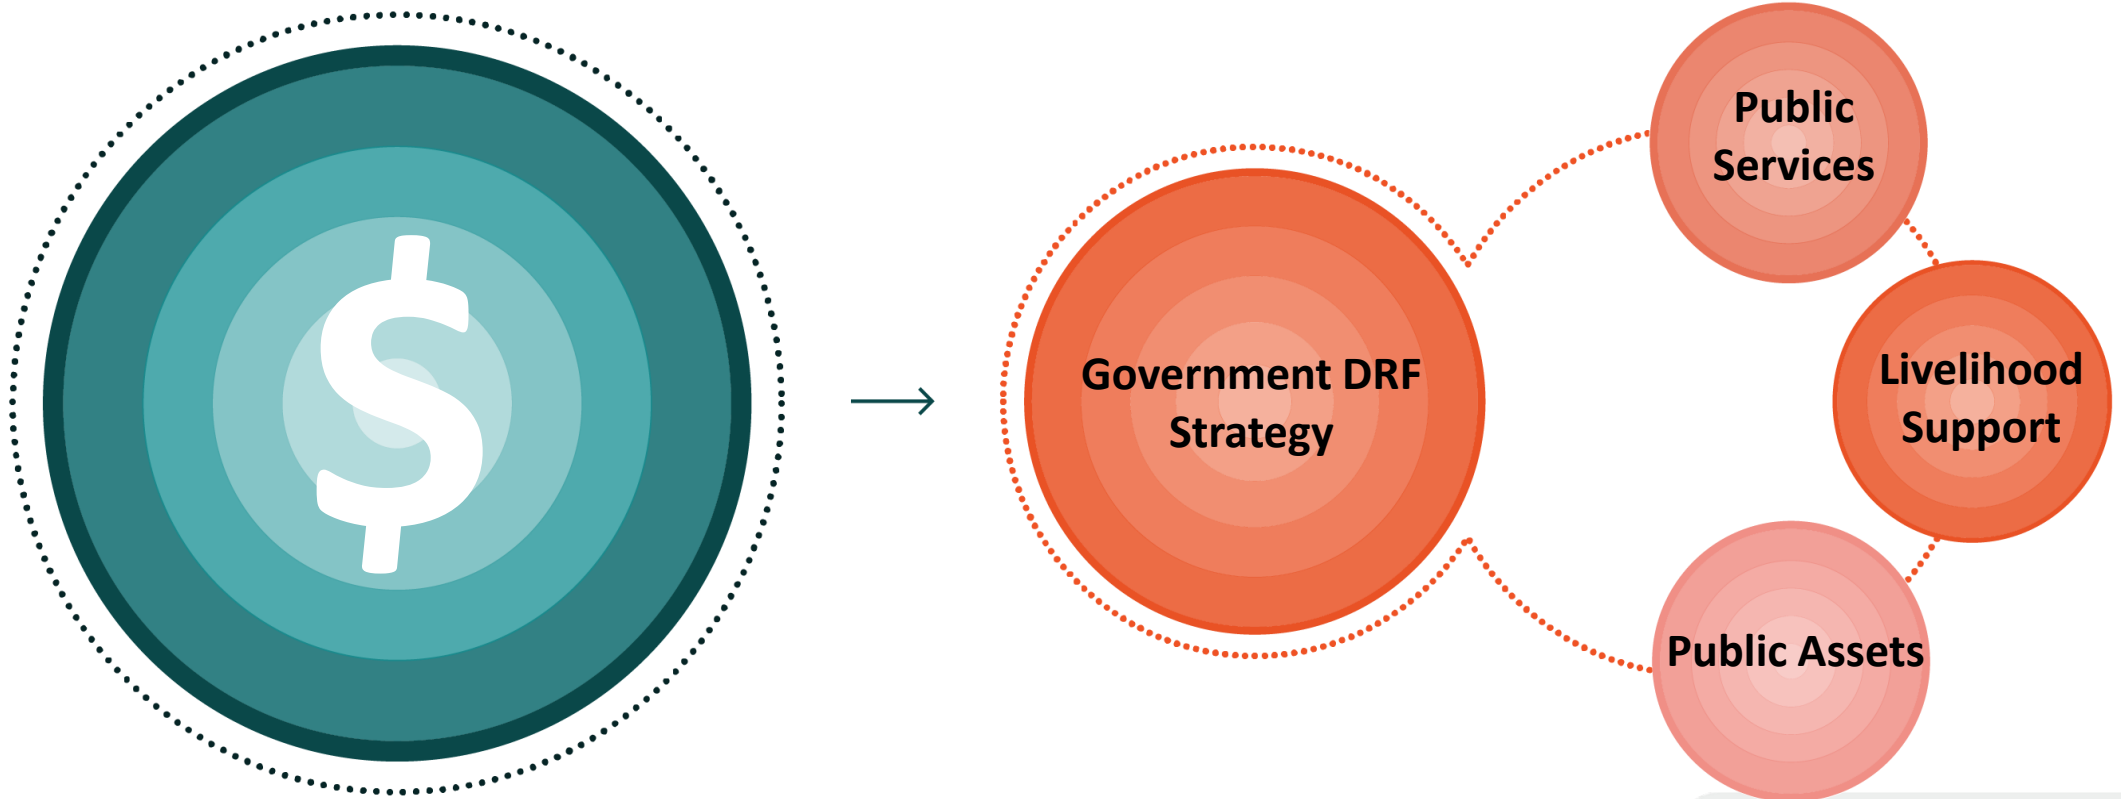 $
Public
Services
Government DRF
Strategy
Livelihood
Support
Public Assets